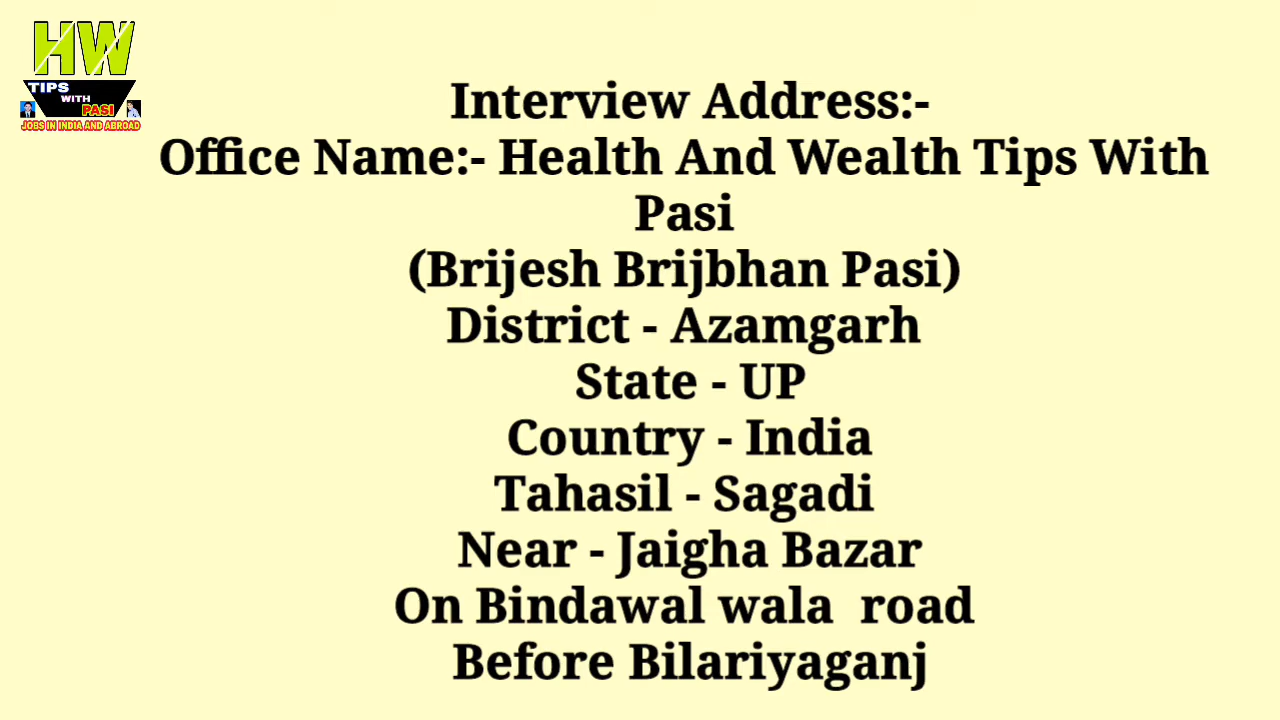 HW
TIPS
WITH
PASI
JOBS IN INDIA AND ABROAD
Interview Address:-
Office Name:- Health And Wealth Tips With
Pasi
(Brijesh Brijbhan Pasi)
District - Azamgarh
State - UP
Country - India
Tahasil - Sagadi
Near - Jaigha Bazar
On Bindawal wala  road
Before Bilariyaganj